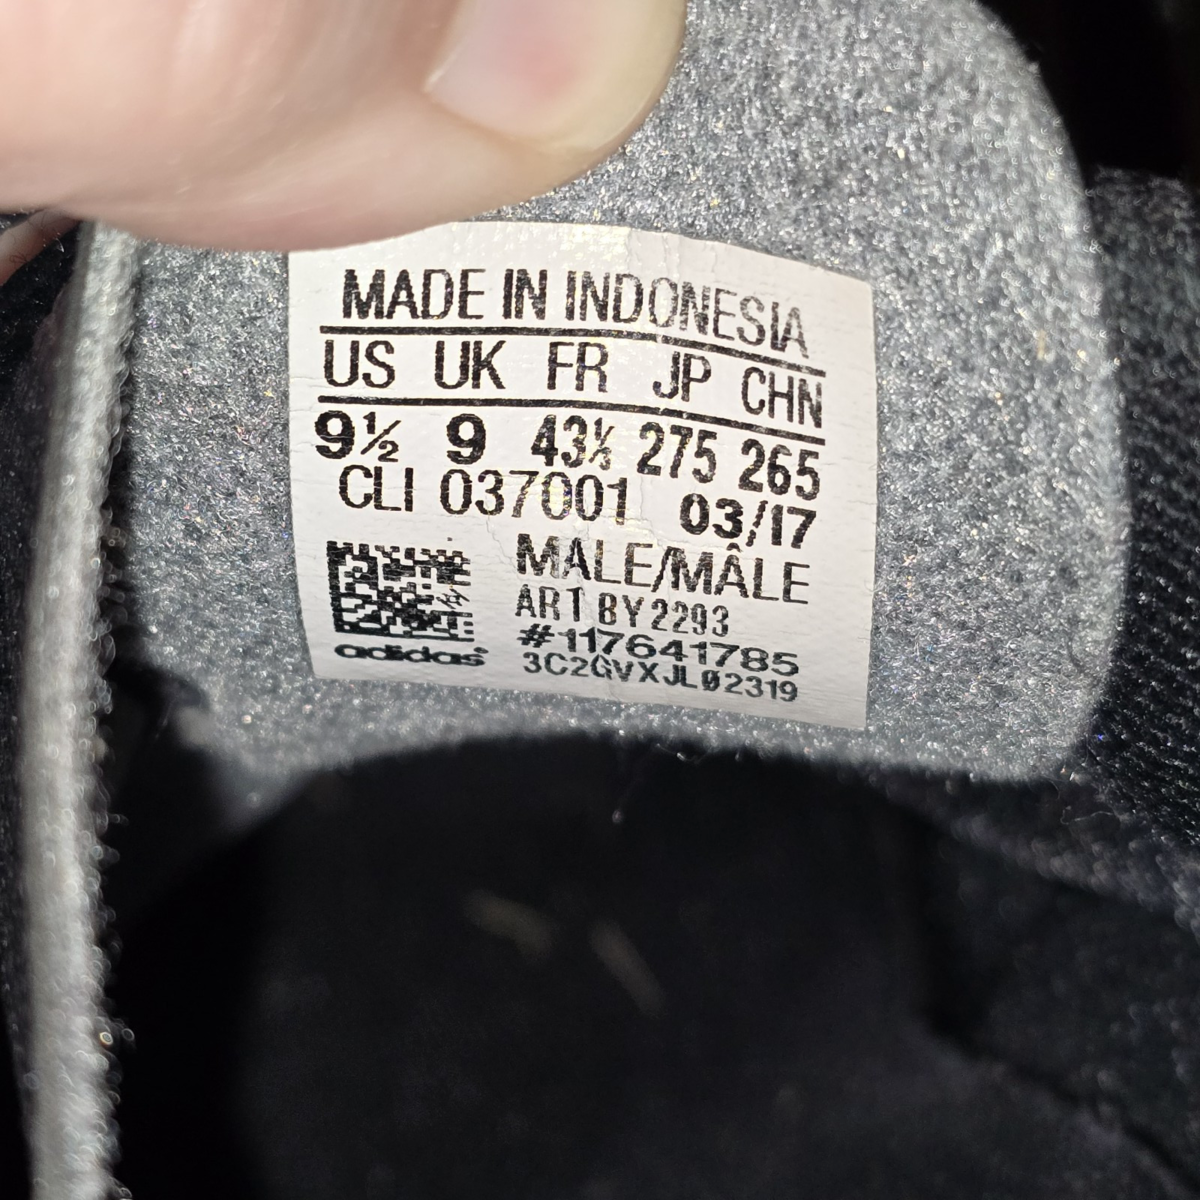 MADE IN INDONESIA
US UK FR JP CHN
9½ 9 43⅓ 275 265
CLI 037001 03/17
MALE/MÂLE
ART BY2293
#117641785
3C2GVXJL02319
adidas